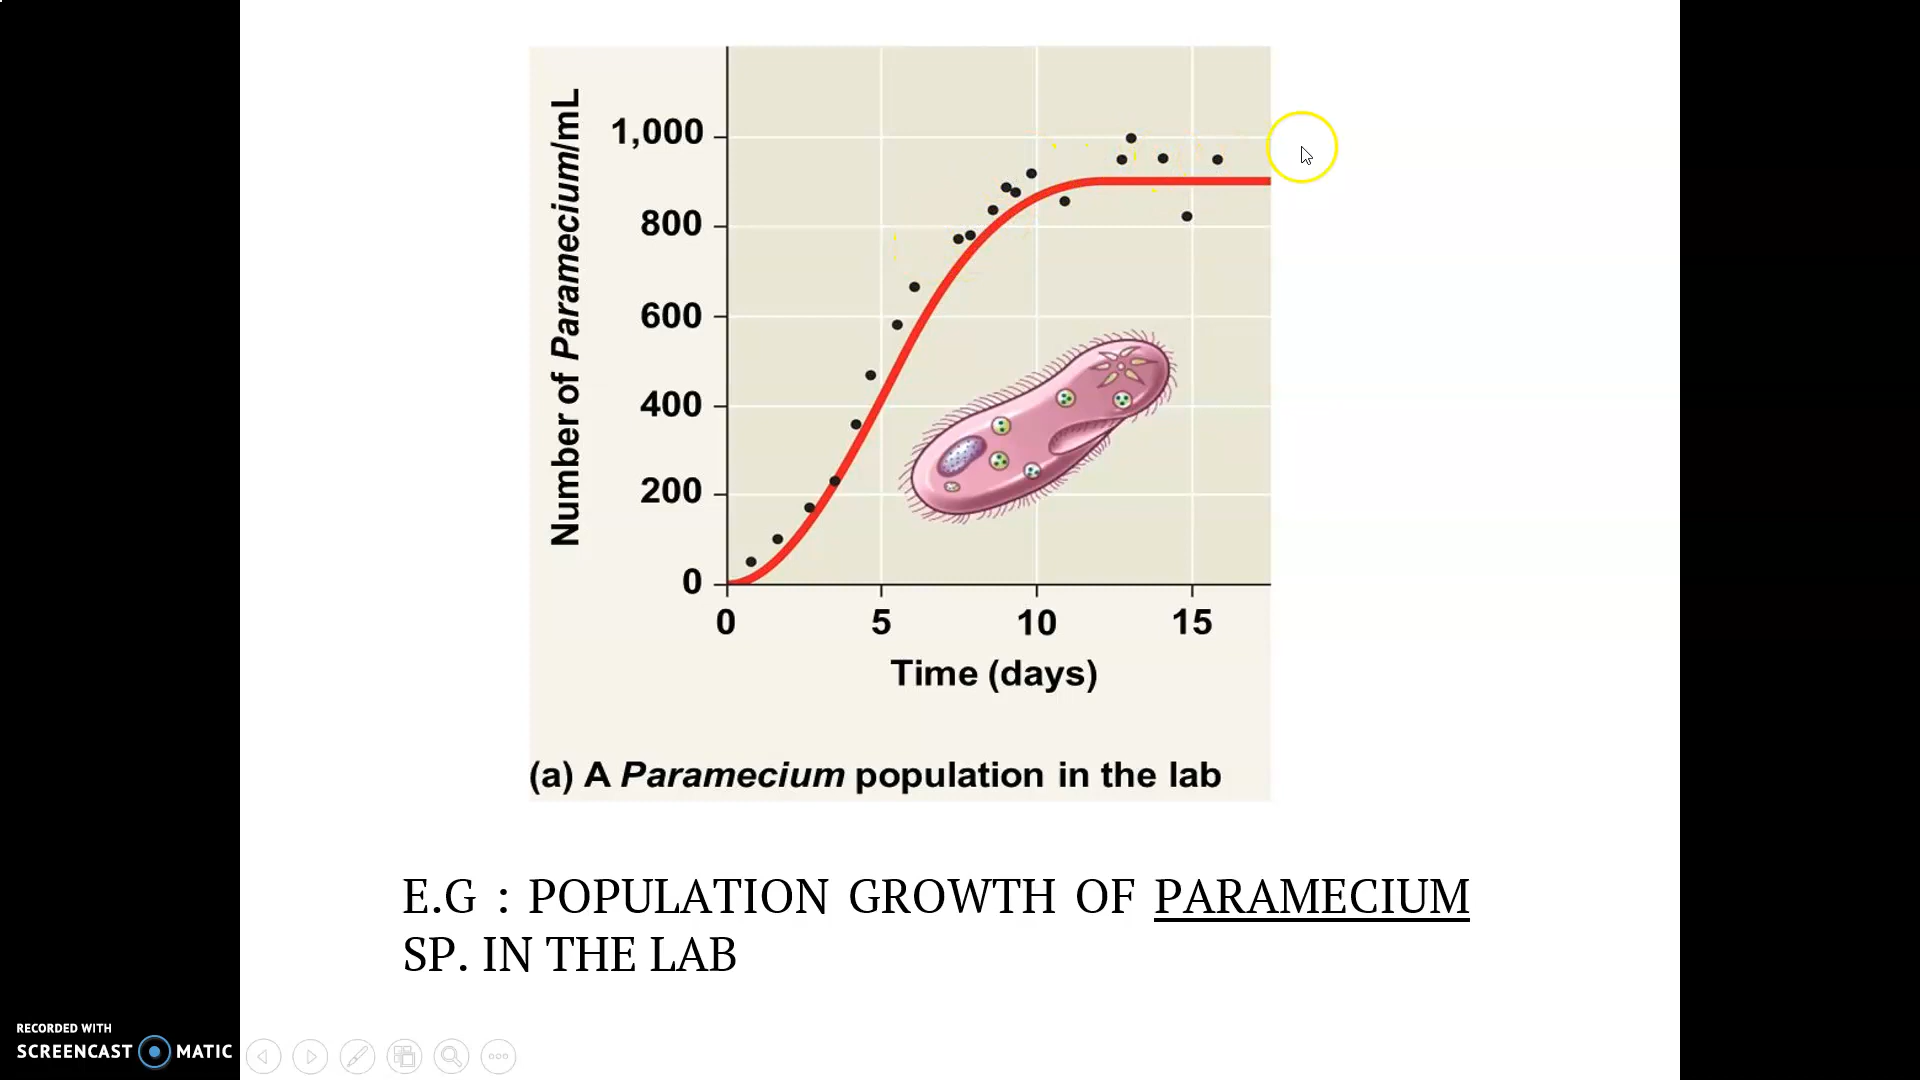 Number of Paramecium/mL
1,000
800
600
400
200
0
0 5 10 15
Time (days)
(a) A Paramecium population in the lab
E.G : POPULATION GROWTH OF PARAMECIUM
SP. IN THE LAB
RECORDED WITH
SCREENCAST MATIC